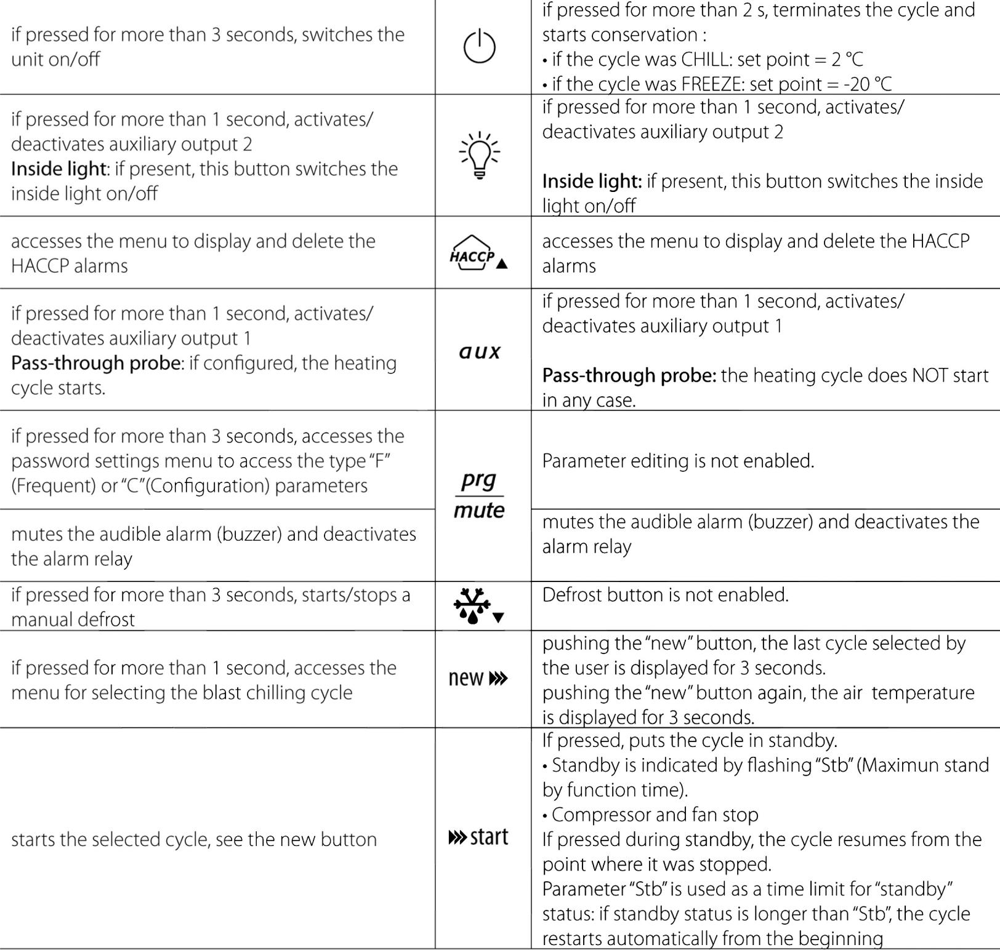 if pressed for more than 3 seconds, switches the
unit on/off
if pressed for more than 2 s, terminates the cycle and
starts conservation :
• if the cycle was CHILL: set point = 2 °C
• if the cycle was FREEZE: set point = -20 °C
if pressed for more than 1 second, activates/
deactivates auxiliary output 2
Inside light: if present, this button switches the
inside light on/off
if pressed for more than 1 second, activates/
deactivates auxiliary output 2
Inside light: if present, this button switches the inside
light on/off
accesses the menu to display and delete the
HACCP alarms
HACCP
accesses the menu to display and delete the HACCP
alarms
if pressed for more than 1 second, activates/
deactivates auxiliary output 1
Pass-through probe: if configured, the heating
cycle starts.
aux
if pressed for more than 1 second, activates/
deactivates auxiliary output 1
Pass-through probe: the heating cycle does NOT start
in any case.
if pressed for more than 3 seconds, accesses the
password settings menu to access the type “F”
(Frequent) or “C”(Configuration) parameters
prg
mute
Parameter editing is not enabled.
mutes the audible alarm (buzzer) and deactivates
the alarm relay
mutes the audible alarm (buzzer) and deactivates the
alarm relay
if pressed for more than 3 seconds, starts/stops a
manual defrost
Defrost button is not enabled.
if pressed for more than 1 second, accesses the
menu for selecting the blast chilling cycle
new
pushing the “new” button, the last cycle selected by
the user is displayed for 3 seconds.
pushing the “new” button again, the air temperature
is displayed for 3 seconds.
starts the selected cycle, see the new button
start
If pressed, puts the cycle in standby.
• Standby is indicated by flashing “Stb” (Maximun stand
by function time).
• Compressor and fan stop
If pressed during standby, the cycle resumes from the
point where it was stopped.
Parameter “Stb” is used as a time limit for “standby”
status: if standby status is longer than “Stb”, the cycle
restarts automatically from the beginning